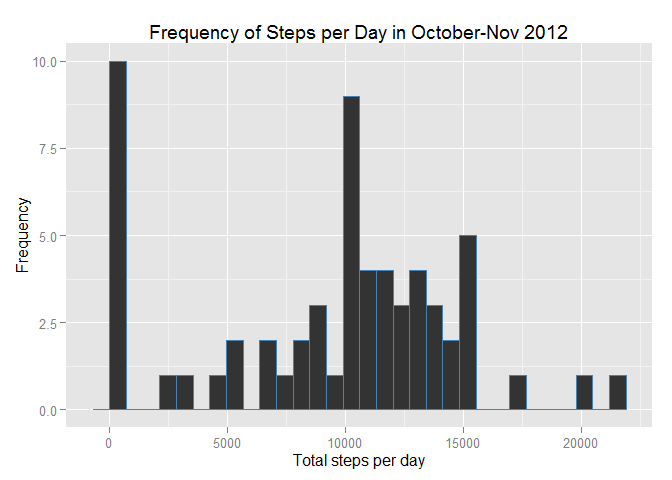 Frequency of Steps per Day in October-Nov 2012
10.0
7.5
5.0
2.5
0.0
Frequency
0 5000 10000 15000 20000
Total steps per day